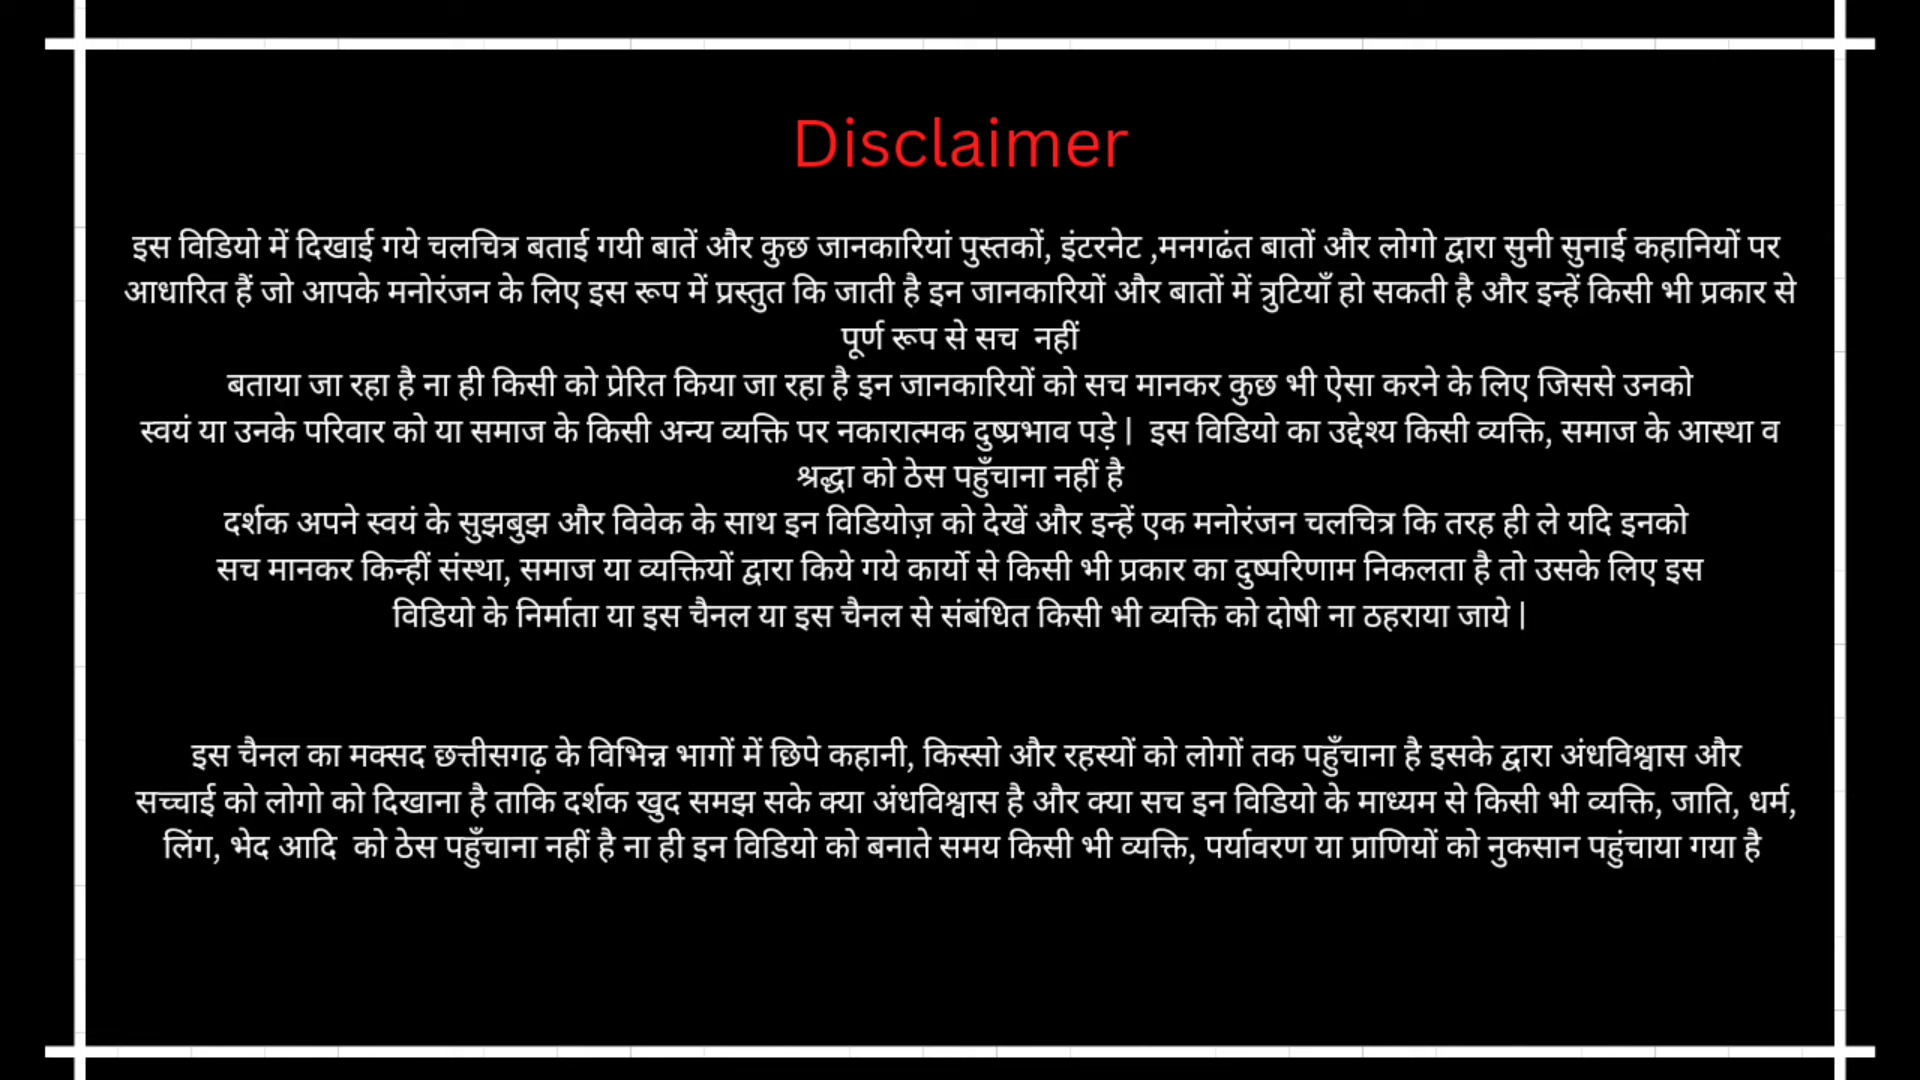 Disclaimer
इस विडियो में दिखाई गये चलचित्र बताई गयी बातें और कुछ जानकारियां पुस्तकों, इंटरनेट ,मनगढंत बातों और लोगो द्वारा सुनी सुनाई कहानियों पर
आधारित हैं जो आपके मनोरंजन के लिए इस रूप में प्रस्तुत कि जाती है इन जानकारियों और बातों में त्रुटियाँ हो सकती है और इन्हें किसी भी प्रकार से
पूर्ण रूप से सच  नहीं
बताया जा रहा है ना ही किसी को प्रेरित किया जा रहा है इन जानकारियों को सच मानकर कुछ भी ऐसा करने के लिए जिससे उनको
स्वयं या उनके परिवार को या समाज के किसी अन्य व्यक्ति पर नकारात्मक दुष्प्रभाव पड़े |  इस विडियो का उद्देश्य किसी व्यक्ति, समाज के आस्था व
श्रद्धा को ठेस पहुँचाना नहीं है
दर्शक अपने स्वयं के सुझबुझ और विवेक के साथ इन विडियोज़ को देखें और इन्हें एक मनोरंजन चलचित्र कि तरह ही ले यदि इनको
सच मानकर किन्हीं संस्था, समाज या व्यक्तियों द्वारा किये गये कार्यो से किसी भी प्रकार का दुष्परिणाम निकलता है तो उसके लिए इस
विडियो के निर्माता या इस चैनल या इस चैनल से संबंधित किसी भी व्यक्ति को दोषी ना ठहराया जाये |
इस चैनल का मक्सद छत्तीसगढ़ के विभिन्न भागों में छिपे कहानी, किस्सो और रहस्यों को लोगों तक पहुँचाना है इसके द्वारा अंधविश्वास और
सच्चाई को लोगो को दिखाना है ताकि दर्शक खुद समझ सके क्या अंधविश्वास है और क्या सच इन विडियो के माध्यम से किसी भी व्यक्ति, जाति, धर्म,
लिंग, भेद आदि  को ठेस पहुँचाना नहीं है ना ही इन विडियो को बनाते समय किसी भी व्यक्ति, पर्यावरण या प्राणियों को नुकसान पहुंचाया गया है